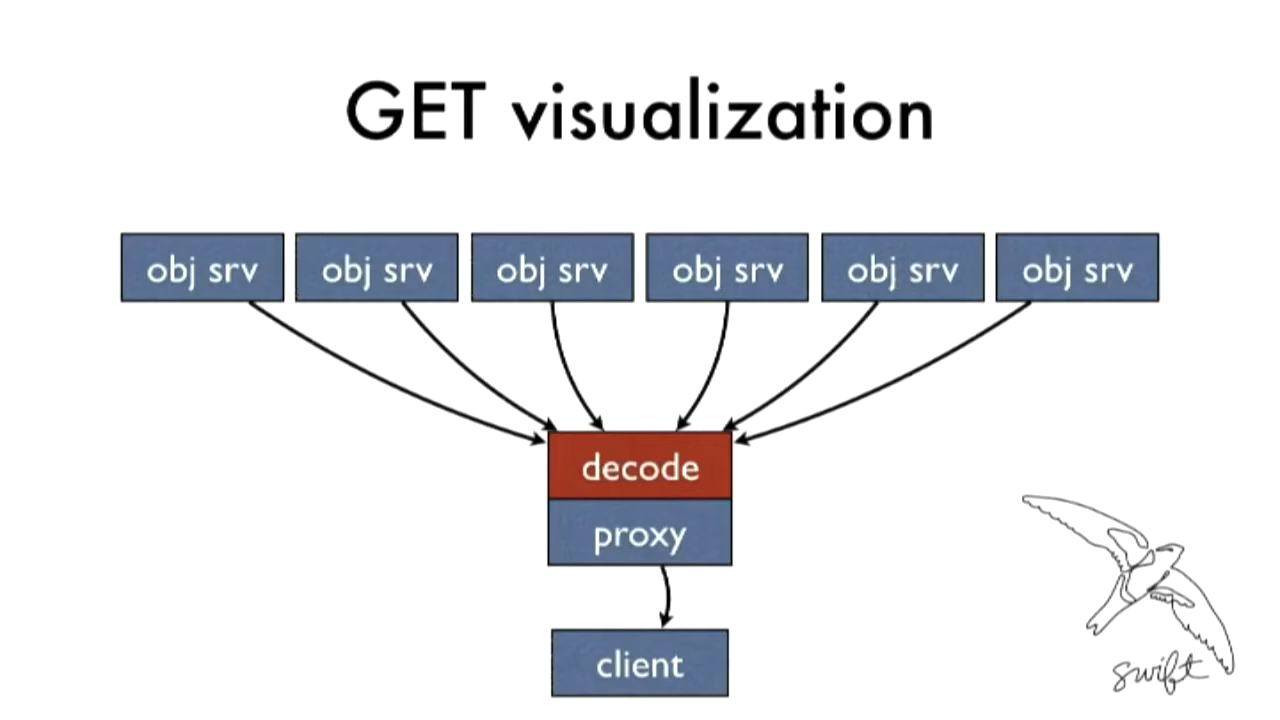 GET visualization
obj srv
obj srv
obj srv
obj srv
obj srv
obj srv
decode
proxy
client
swift